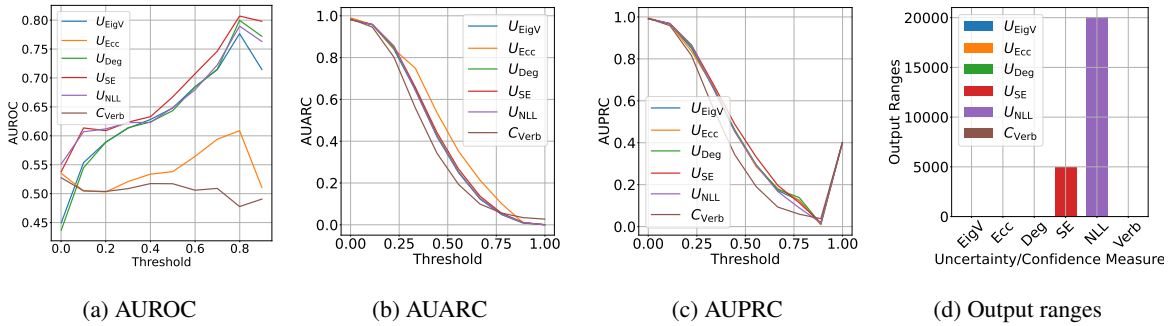 0.80
0.75
0.70
0.65
0.60
0.55
0.50
0.45
AUROC
U_EigV
U_Ecc
U_Deg
U_SE
U_NLL
C_Verb
0.0 0.2 0.4 0.6 0.8
Threshold
(a) AUROC
1.0
0.8
0.6
0.4
0.2
0.0
AUARC
U_EigV
U_Ecc
U_Deg
U_SE
U_NLL
C_Verb
0.00 0.25 0.50 0.75 1.00
Threshold
(b) AUARC
1.0
0.8
0.6
0.4
0.2
0.0
AUPRC
U_EigV
U_Ecc
U_Deg
U_SE
U_NLL
C_Verb
0.00 0.25 0.50 0.75 1.00
Threshold
(c) AUPRC
20000
15000
10000
5000
0
Output Ranges
U_EigV
U_Ecc
U_Deg
U_SE
U_NLL
C_Verb
EigV Ecc Deg SE NLL Verb
Uncertainty/Confidence Measure
(d) Output ranges